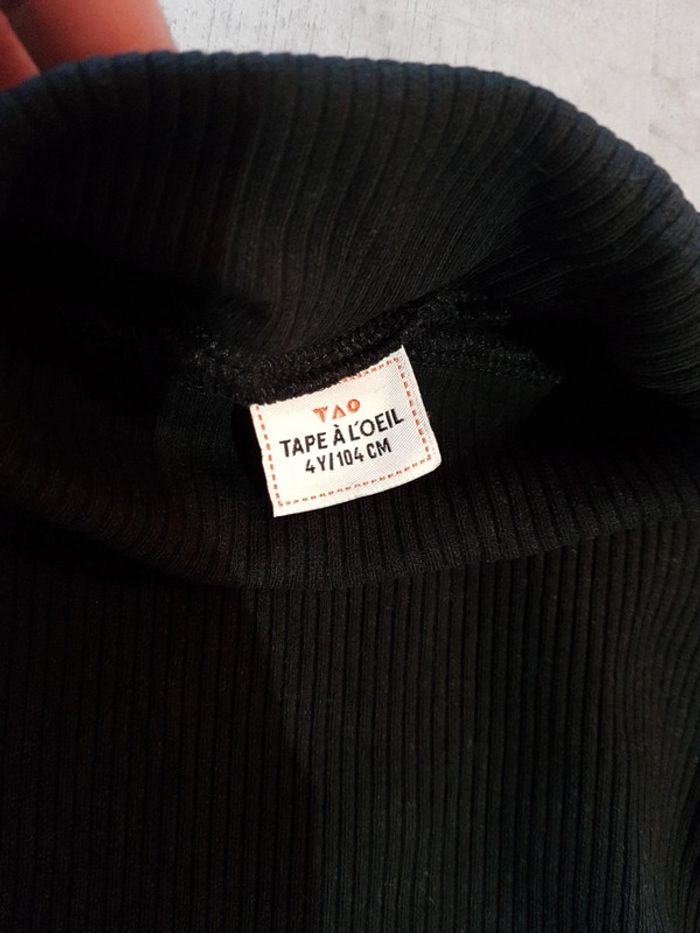 TAO
TAPE À L'OEIL
4Y/104 CM